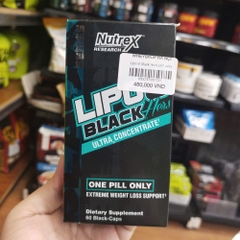 Nutrex
RESEARCH
480.000 VND
LIPO-6
BLACK Hers
ULTRA CONCENTRATE
ONE PILL ONLY
EXTREME WEIGHT LOSS SUPPORT
Dietary Supplement
60 Black-Caps